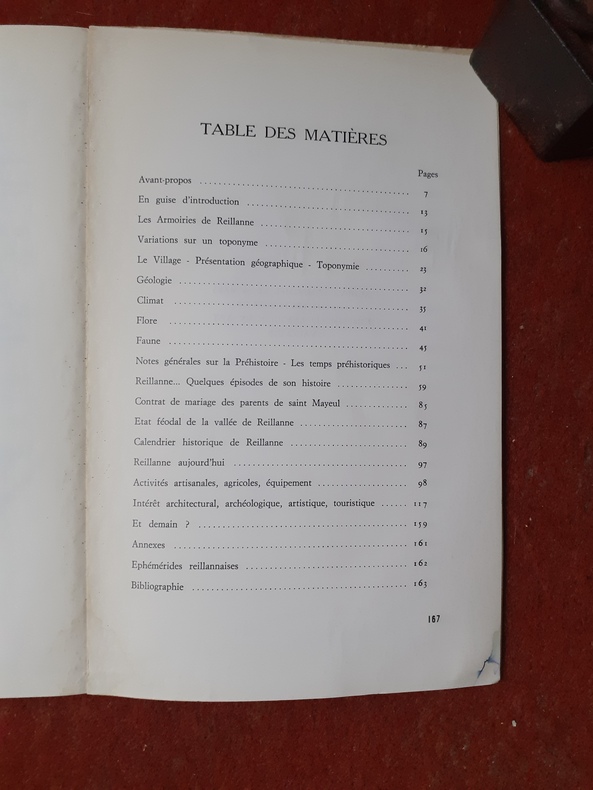 TABLE DES MATIÈRES
Pages
Avant-propos .................................................. 7
En guise d'introduction .................................... 13
Les Armoiries de Reillanne ................................. 15
Variations sur un toponyme ................................ 16
Le Village - Présentation géographique - Toponymie ......... 23
Géologie .................................................. 32
Climat .................................................... 35
Flore ..................................................... 41
Faune ..................................................... 45
Notes générales sur la Préhistoire - Les temps préhistoriques ... 51
Reillanne... Quelques épisodes de son histoire ............. 59
Contrat de mariage des parents de saint Mayeul ............. 85
Etat féodal de la vallée de Reillanne ...................... 87
Calendrier historique de Reillanne ......................... 89
Reillanne aujourd'hui ...................................... 97
Activités artisanales, agricoles, équipement ............... 98
Intérêt architectural, archéologique, artistique, touristique ...... 117
Et demain ? ............................................... 159
Annexes ................................................... 161
Ephémérides reillannaises ................................. 162
Bibliographie ............................................. 163
167